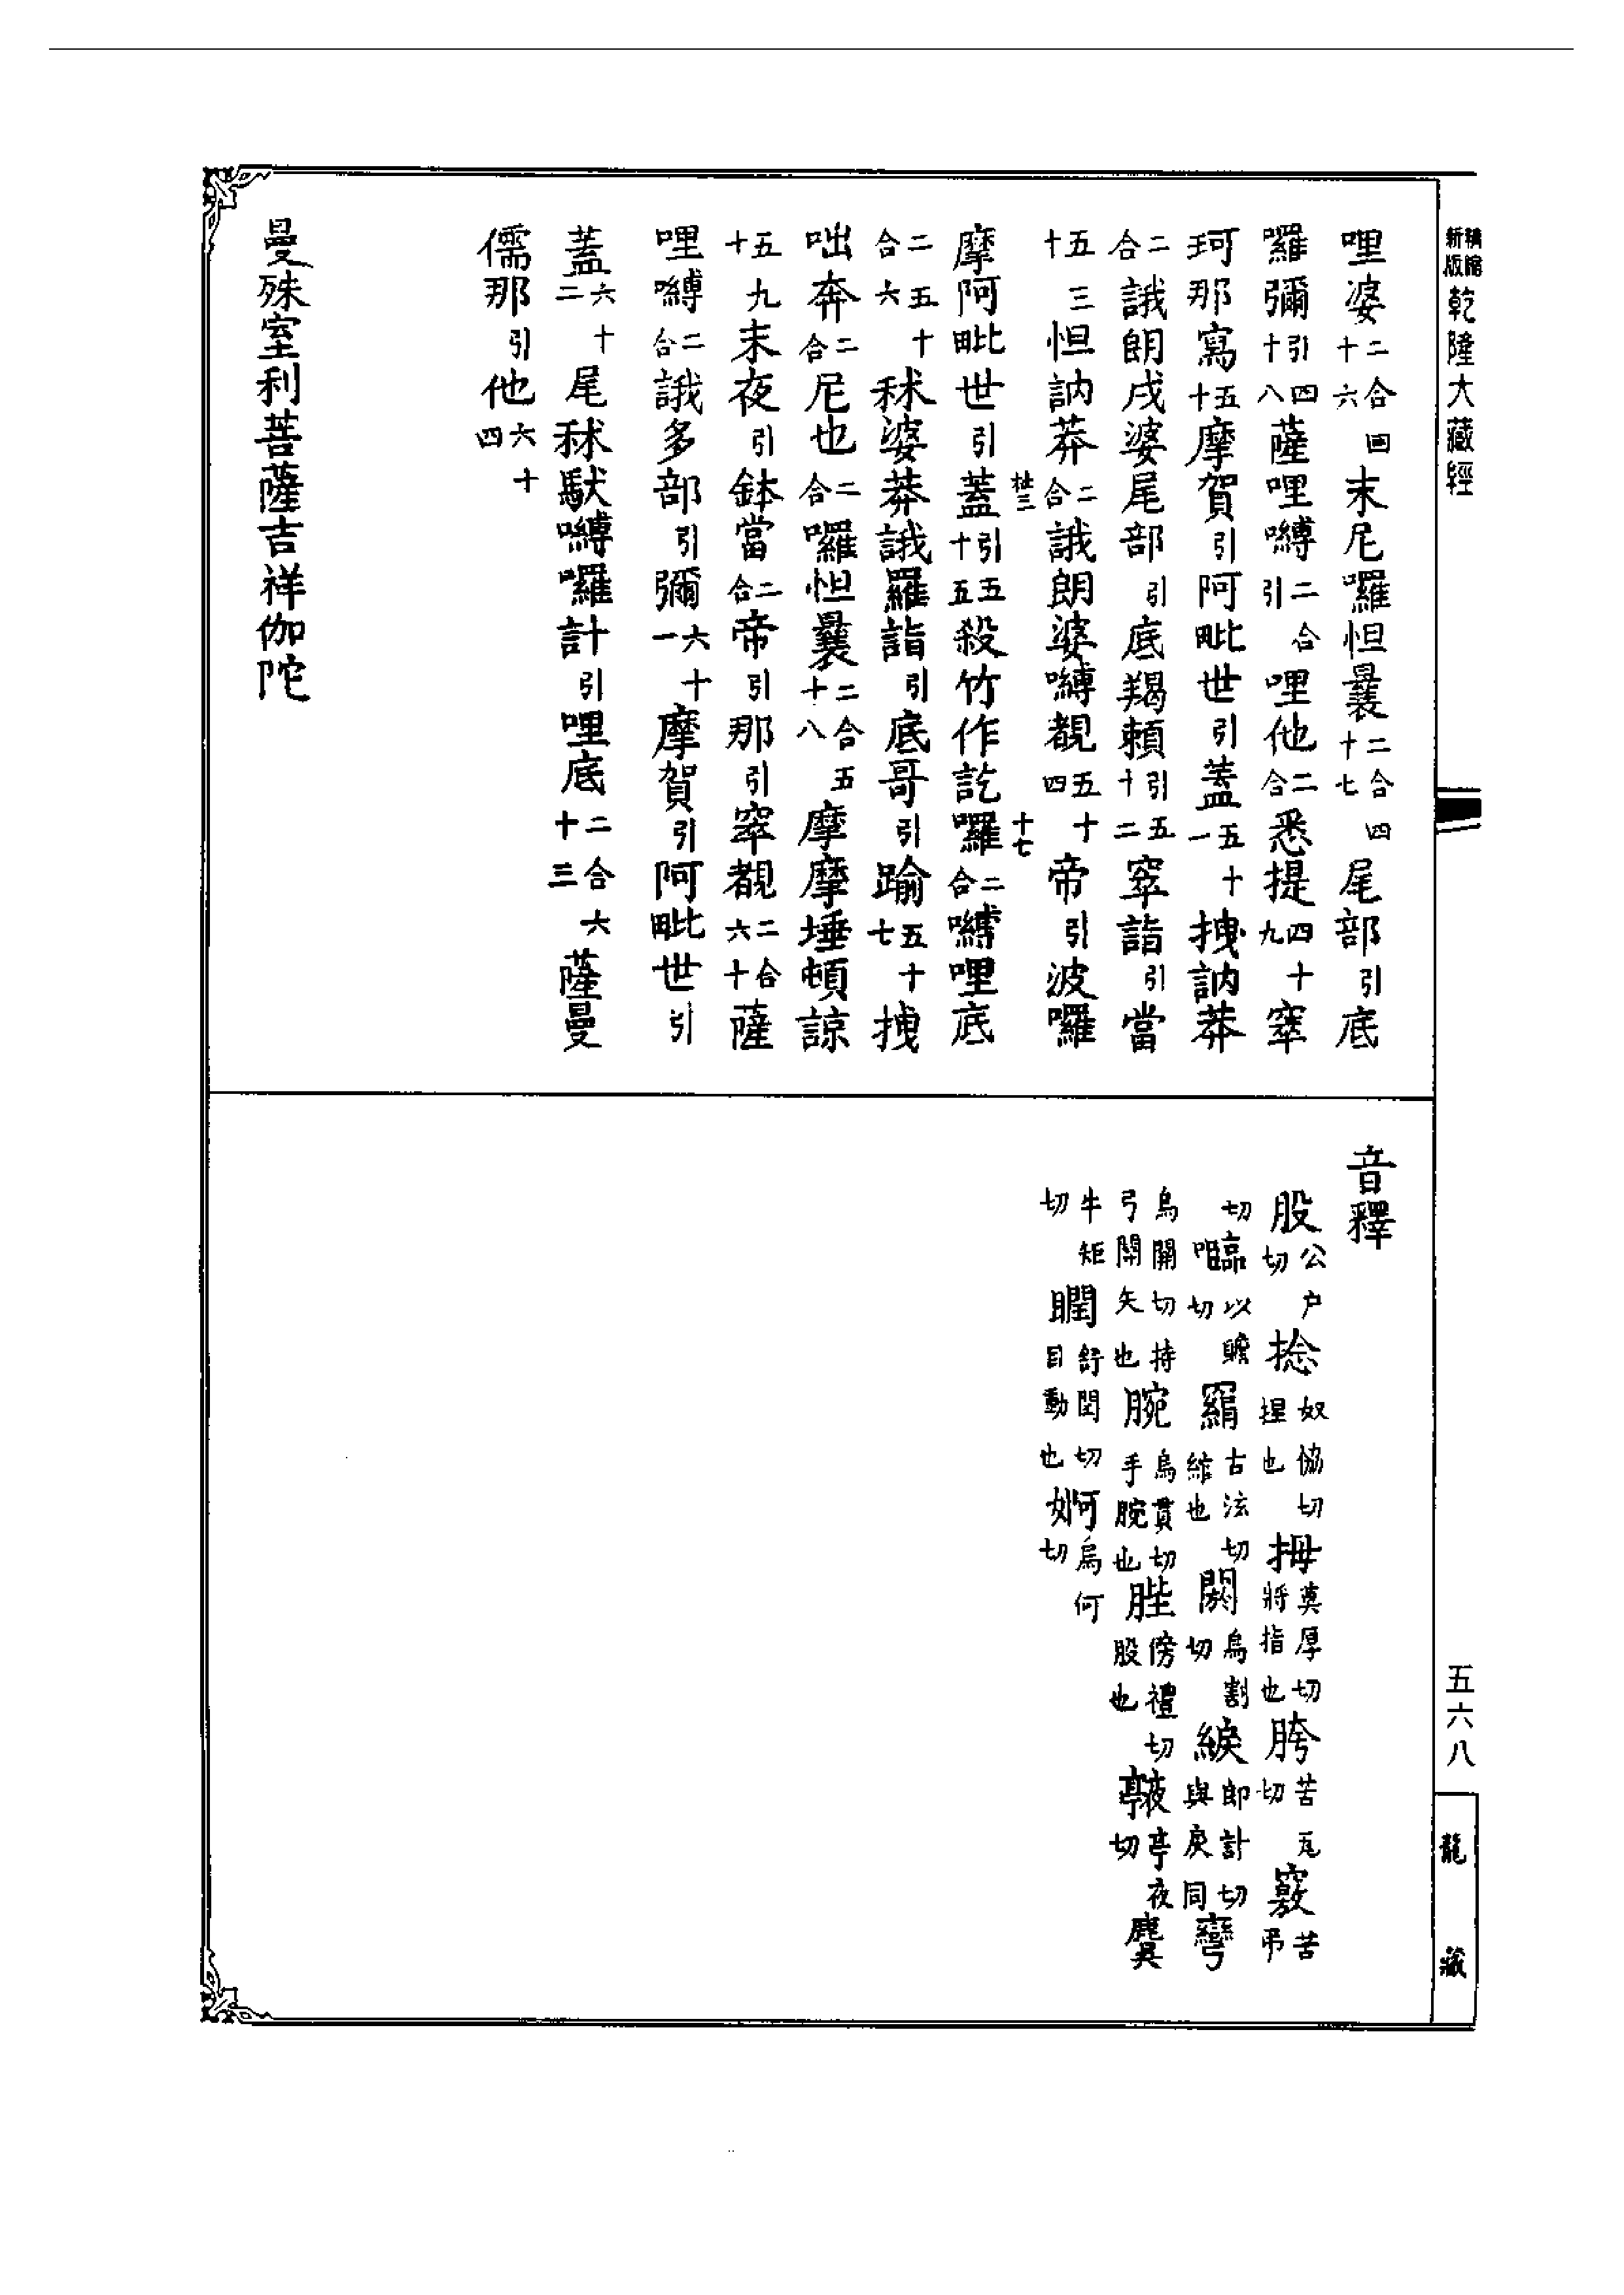 新版精縮
乾隆大藏經
五六八
龍藏
哩婆二合四十六末尼囉怛曩二合四十七尾部引底
囉彌引四十八薩哩嚩引二合哩他二合悉提四十九窣
珂那寫五十摩賀引阿毗世引蓋五十一拽訥莽
二合誐朗戍婆尾部引底羯賴引五十二窣詣引當
五十三怛訥莽二合誐朗婆嚩覩五十四帝引波囉
摩阿毗世引蓋引五十五殺竹作訖囉二合嚩哩底
二合五十六秫婆莽誐羅詣引底哥引踰五十七拽
咄奔二合尼也二合囉怛曩二合五十八摩摩埵頓諒
五十九末夜引鉢當二合帝引那引窣覩二合六十薩
哩嚩二合誐多部引彌六十一摩賀引阿毗世引
蓋六十二尾秫馱嚩囉計引哩底二合六十三薩曼
儒那引他六十四
曼殊室利菩薩吉祥伽陀
音釋
股公户切捻奴協切捏也拇莫厚切將指也胯苦瓦切竅苦弔
切㗭以贍切羂古泫切綰也閼烏割切綟郎計切與戾同彎
烏關切持弓關矢也腕烏貫切手腕也䏶傍禮切股也亭夜切麌
牛矩切瞤舒閏切目動也婀烏何切